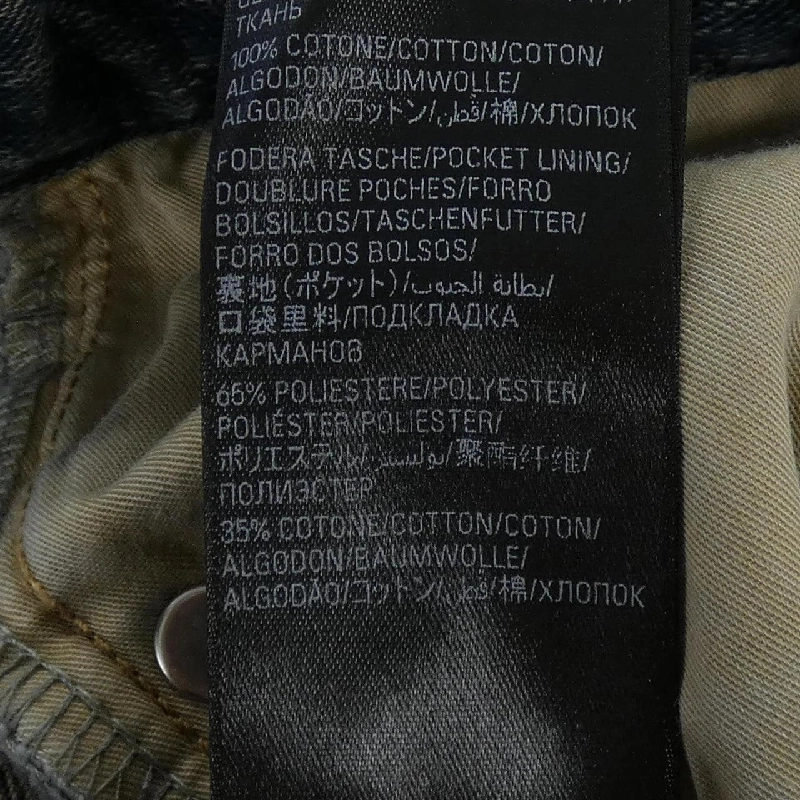 ТКАНЬ
100% COTONE/COTTON/COTON/
ALGODON/BAUMWOLLE/
ALGODÃO/コットン/قطن/棉/ХЛОПОК
FODERA TASCHE/POCKET LINING/
DOUBLURE POCHES/FORRO
BOLSILLOS/TASCHENFUTTER/
FORRO DOS BOLSOS/
裏地(ポケット)/بطانة الجيوب/
口袋里料/ПОДКЛАДКА
КАРМАНОВ
65% POLIESTERE/POLYESTER/
POLIÉSTER/POLIESTER/
ポリエステル/بوليستر/聚酯纤维/
ПОЛИЭСТЕР
35% COTONE/COTTON/COTON/
ALGODON/BAUMWOLLE/
ALGODÃO/コットン/قطن/棉/ХЛОПОК